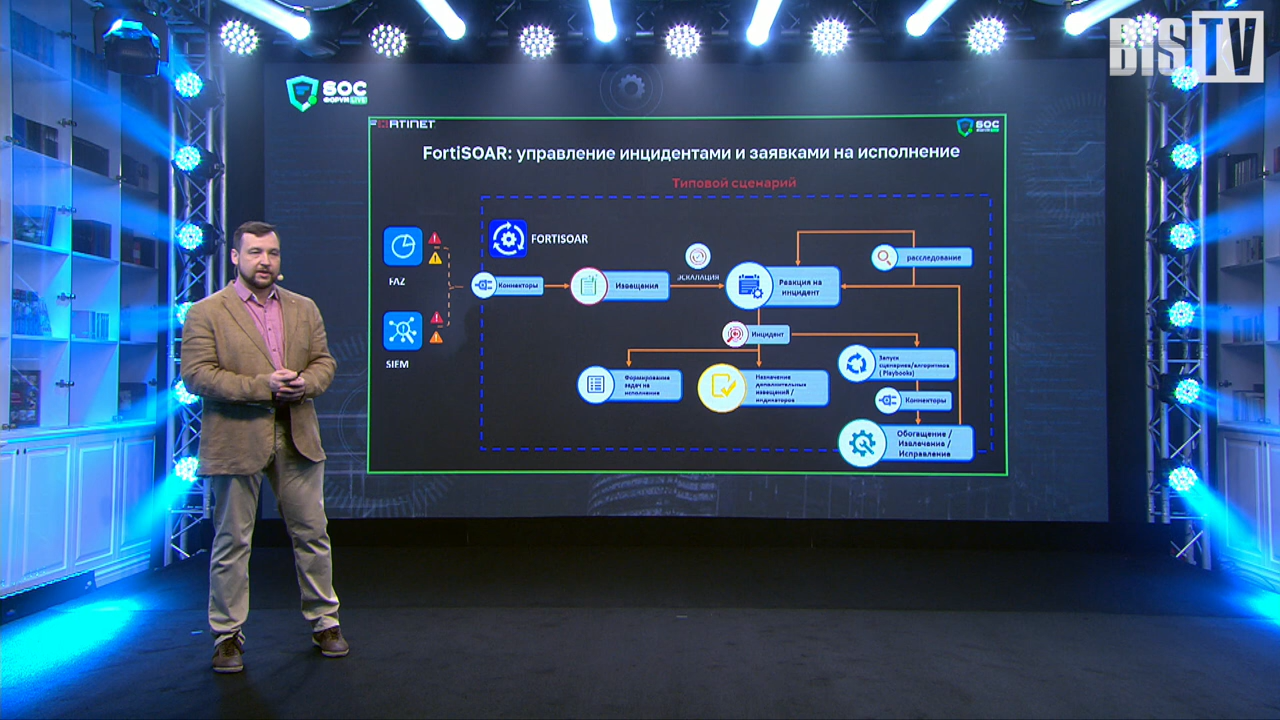 BIS TV
SOC
ФОРУМ LIVE
RTINET
SOC
FortiSOAR: управление инцидентами и заявками на исполнение
Типовой сценарий
FORTISOAR
FAZ
SIEM
Коннекторы
Извещения
ЭСКАЛАЦИЯ
Реакция на
инцидент
расследование
Инцидент
Формирование
задач на
исполнение
Назначение
дополнительных
извещений /
индикаторов
Запуск
сценариев/алгоритмов
( Playbooks)
Коннекторы
Обогащение /
Извлечение /
Исправление